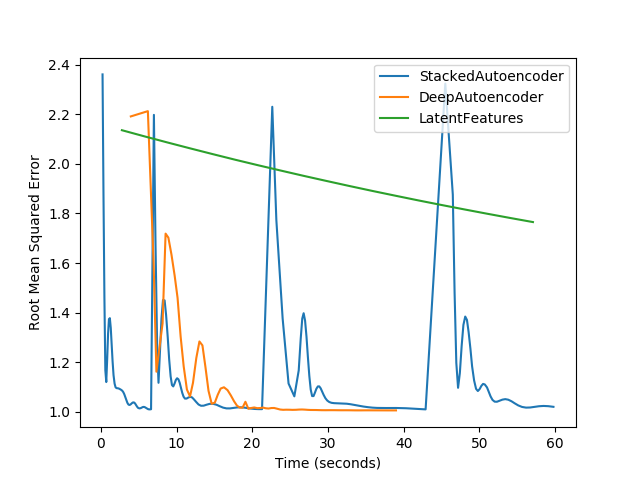 2.4
2.2
2.0
1.8
1.6
1.4
1.2
1.0
Root Mean Squared Error
StackedAutoencoder
DeepAutoencoder
LatentFeatures
0 10 20 30 40 50 60
Time (seconds)